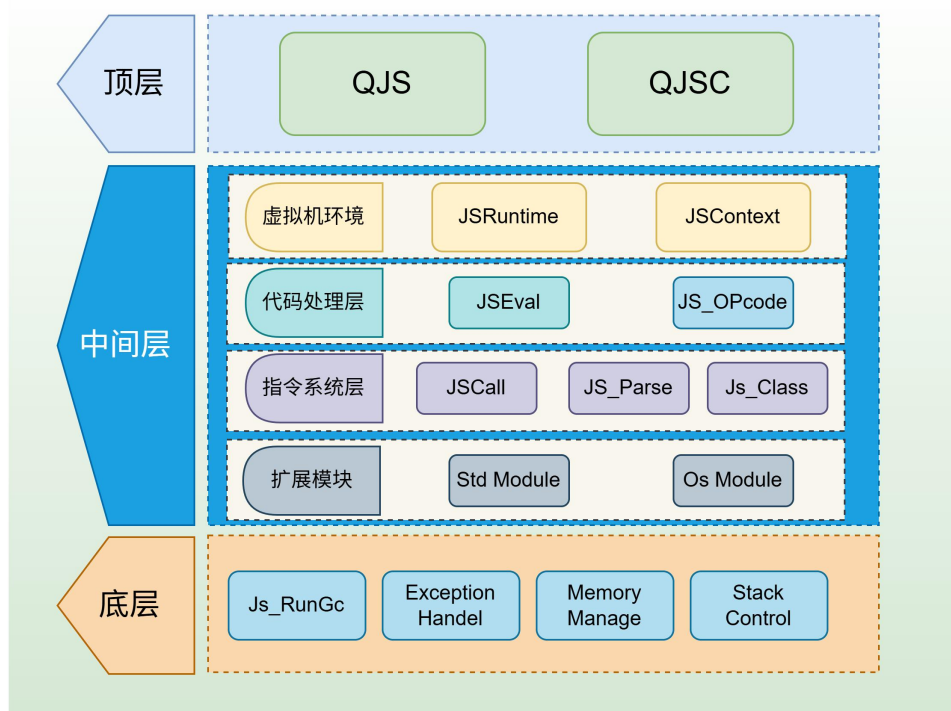 顶层
QJS
QJSC
中间层
虚拟机环境
JSRuntime
JSContext
代码处理层
JSEval
JS_OPcode
指令系统层
JSCall
JS_Parse
Js_Class
扩展模块
Std Module
Os Module
底层
Js_RunGc
Exception
Handel
Memory
Manage
Stack
Control